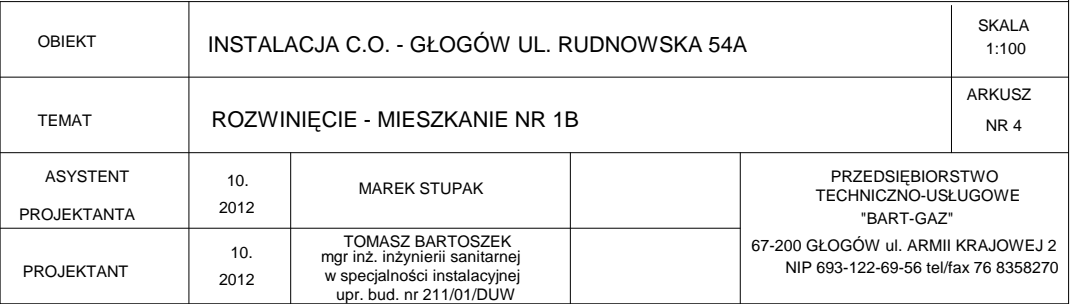 OBIEKT
INSTALACJA C.O. - GŁOGÓW UL. RUDNOWSKA 54A
SKALA
1:100
TEMAT
ROZWINIĘCIE - MIESZKANIE NR 1B
ARKUSZ
NR 4
ASYSTENT
PROJEKTANTA
10.
2012
MAREK STUPAK
PRZEDSIĘBIORSTWO
TECHNICZNO-USŁUGOWE
"BART-GAZ"
67-200 GŁOGÓW ul. ARMII KRAJOWEJ 2
NIP 693-122-69-56 tel/fax 76 8358270
PROJEKTANT
10.
2012
TOMASZ BARTOSZEK
mgr inż. inżynierii sanitarnej
w specjalności instalacyjnej
upr. bud. nr 211/01/DUW